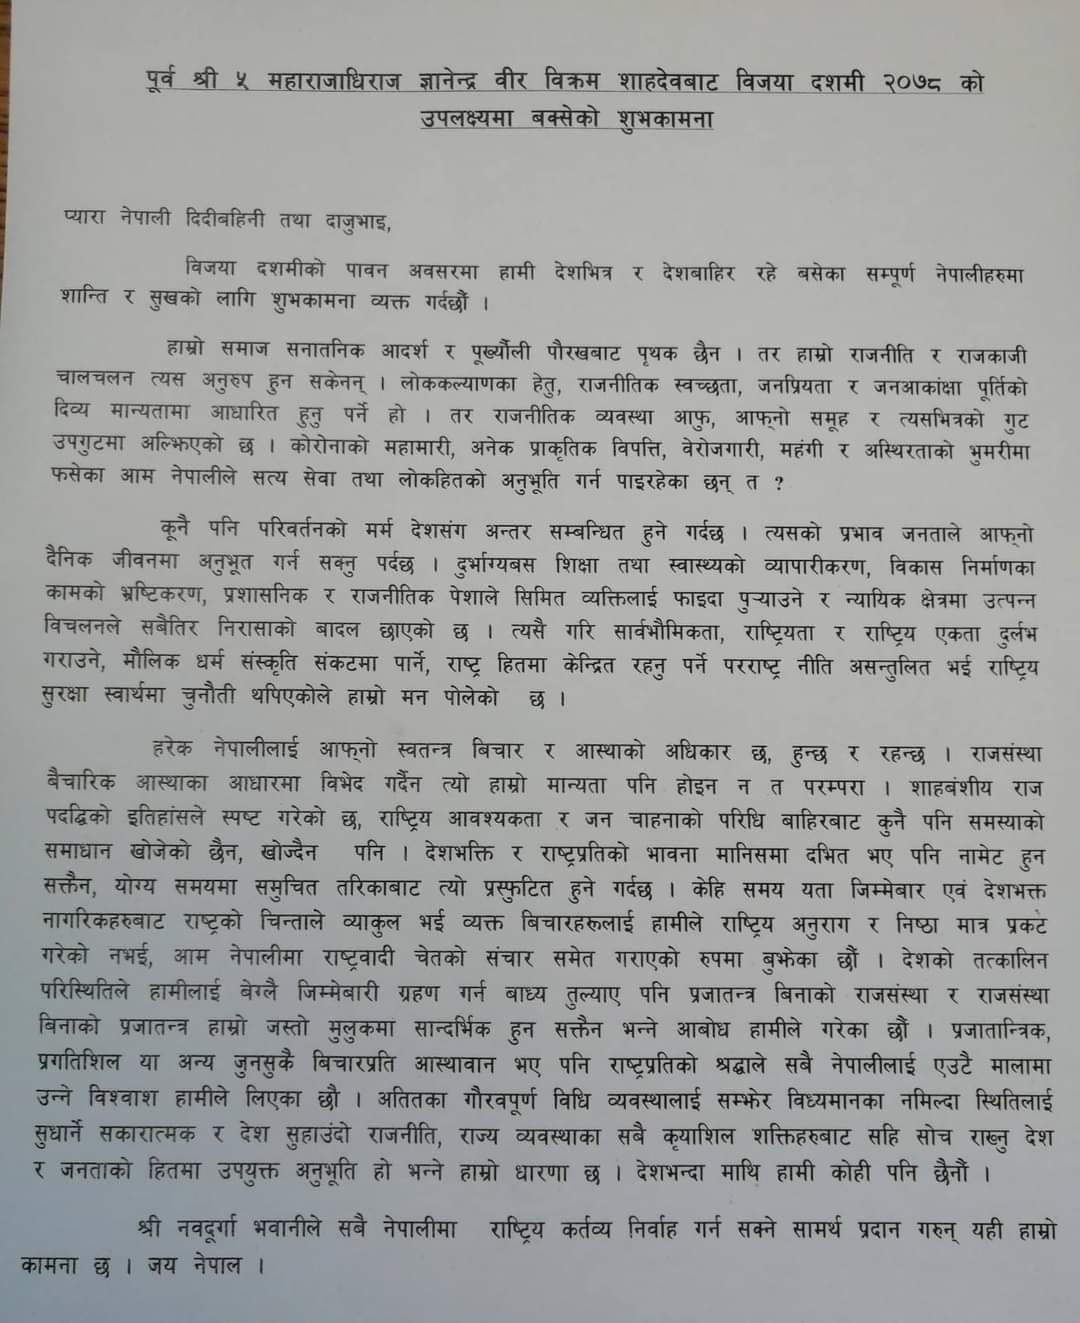 पूर्व श्री ५ महाराजाधिराज ज्ञानेन्द्र वीर विक्रम शाहदेवबाट विजया दशमी २०७८ को
उपलक्ष्यमा बक्सेको शुभकामना
प्यारा नेपाली दिदीबहिनी तथा दाजुभाइ,
विजया दशमीको पावन अवसरमा हामी देशभित्र र देशबाहिर रहे बसेका सम्पूर्ण नेपालीहरुमा
शान्ति र सुखको लागि शुभकामना व्यक्त गर्दछौं ।
हाम्रो समाज सनातनिक आदर्श र पूर्ख्यौली पौरखबाट पृथक छैन । तर हाम्रो राजनीति र राजकाजी
चालचलन त्यस अनुरुप हुन सकेनन् । लोककल्याणका हेतु, राजनीतिक स्वच्छता, जनप्रियता र जनआकांक्षा पूर्तिको
दिव्य मान्यतामा आधारित हुनु पर्ने हो । तर राजनीतिक व्यवस्था आफु, आफ्नो समूह र त्यसभित्रको गुट
उपगुटमा अल्झिएको छ । कोरोनाको महामारी, अनेक प्राकृतिक विपत्ति, वेरोजगारी, महंगी र अस्थिरताको भुमरीमा
फसेका आम नेपालीले सत्य सेवा तथा लोकहितको अनुभूति गर्न पाइरहेका छन् त ?
कूनै पनि परिवर्तनको मर्म देशसंग अन्तर सम्बन्धित हुने गर्दछ । त्यसको प्रभाव जनताले आफ्नो
दैनिक जीवनमा अनुभूत गर्न सक्नु पर्दछ । दुर्भाग्यबस शिक्षा तथा स्वास्थ्यको व्यापारीकरण, विकास निर्माणका
कामको भ्रष्टिकरण, प्रशासनिक र राजनीतिक पेशाले सिमित व्यक्तिलाई फाइदा पुऱ्याउने र न्यायिक क्षेत्रमा उत्पन्न
विचलनले सबैतिर निरासाको बादल छाएको छ । त्यसै गरि सार्वभौमिकता, राष्ट्रियता र राष्ट्रिय एकता दुर्लभ
गराउने, मौलिक धर्म संस्कृति संकटमा पार्ने, राष्ट्र हितमा केन्द्रित रहनु पर्ने परराष्ट्र नीति असन्तुलित भई राष्ट्रिय
सुरक्षा स्वार्थमा चुनौती थपिएकोले हाम्रो मन पोलेको छ ।
हरेक नेपालीलाई आफ्नो स्वतन्त्र बिचार र आस्थाको अधिकार छ, हुन्छ र रहन्छ । राजसंस्था
बैचारिक आस्थाका आधारमा विभेद गर्दैन त्यो हाम्रो मान्यता पनि होइन न त परम्परा । शाहबंशीय राज
पदद्धिको इतिहांसले स्पष्ट गरेको छ, राष्ट्रिय आवश्यकता र जन चाहनाको परिधि बाहिरबाट कुनै पनि समस्याको
समाधान खोजेको छैन, खोज्दैन पनि । देशभक्ति र राष्ट्रप्रतिको भावना मानिसमा दभित भए पनि नामेट हुन
सक्तैन, योग्य समयमा समुचित तरिकाबाट त्यो प्रस्फुटित हुने गर्दछ । केहि समय यता जिम्मेबार एवं देशभक्त
नागरिकहरुबाट राष्ट्रको चिन्ताले व्याकुल भई व्यक्त बिचारहरूलाई हामीले राष्ट्रिय अनुराग र निष्ठा मात्र प्रकट
गरेको नभई, आम नेपालीमा राष्ट्रवादी चेतको संचार समेत गराएको रुपमा बुझेका छौं । देशको तत्कालिन
परिस्थितिले हामीलाई बेग्लै जिम्मेबारी ग्रहण गर्न बाध्य तुल्याए पनि प्रजातन्त्र बिनाको राजसंस्था र राजसंस्था
बिनाको प्रजातन्त्र हाम्रो जस्तो मुलुकमा सान्दर्भिक हुन सक्तैन भन्ने आबोध हामीले गरेका छौं । प्रजातान्त्रिक,
प्रगतिशिल या अन्य जुनसुकै बिचारप्रति आस्थावान भए पनि राष्ट्रप्रतिको श्रद्धाले सबै नेपालीलाई एउटै मालामा
उन्ने विश्वाश हामीले लिएका छौ । अतितका गौरवपूर्ण विधि व्यवस्थालाई सम्झेर विध्यमानका नमिल्दा स्थितिलाई
सुधार्ने सकारात्मक र देश सुहाउंदो राजनीति, राज्य व्यवस्थाका सबै कृयाशिल शक्तिहरुबाट सहि सोच राख्नु देश
र जनताको हितमा उपयुक्त अनुभूति हो भन्ने हाम्रो धारणा छ । देशभन्दा माथि हामी कोही पनि छैनौं ।
श्री नवदूर्गा भवानीले सबै नेपालीमा राष्ट्रिय कर्तव्य निर्वाह गर्न सक्ने सामर्थ प्रदान गरुन् यही हाम्रो
कामना छ । जय नेपाल ।